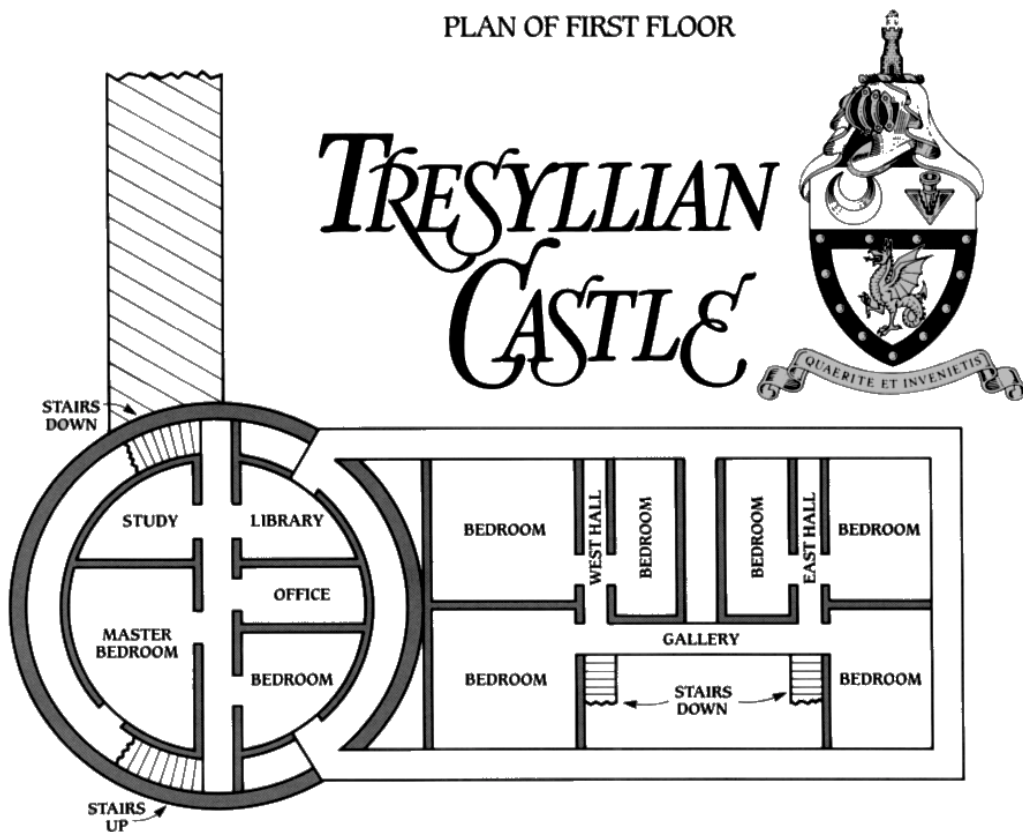 PLAN OF FIRST FLOOR
TRESYLLIAN
CASTLE
QUAERITE ET INVENIETIS
STAIRS
DOWN
STUDY
LIBRARY
OFFICE
MASTER
BEDROOM
BEDROOM
STAIRS
UP
BEDROOM
WEST HALL
BEDROOM
BEDROOM
EAST HALL
BEDROOM
GALLERY
BEDROOM
STAIRS
DOWN
BEDROOM